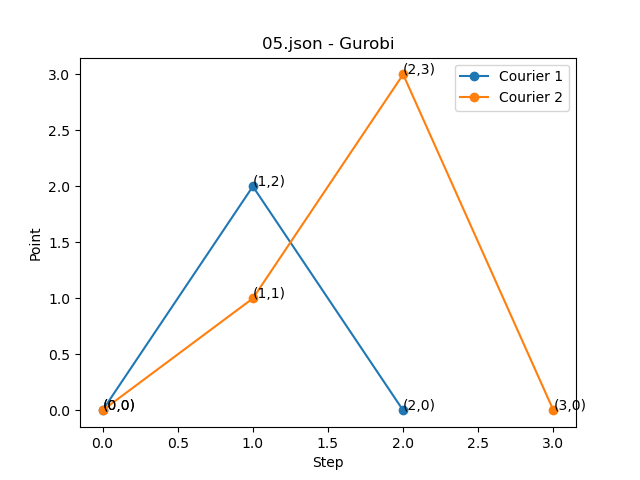 05.json - Gurobi
Courier 1
Courier 2
3.0
2.5
2.0
1.5
1.0
0.5
0.0
Point
(2,3)
(1,2)
(1,1)
(0,0)
(0,0)
(2,0)
(3,0)
0.0 0.5 1.0 1.5 2.0 2.5 3.0
Step